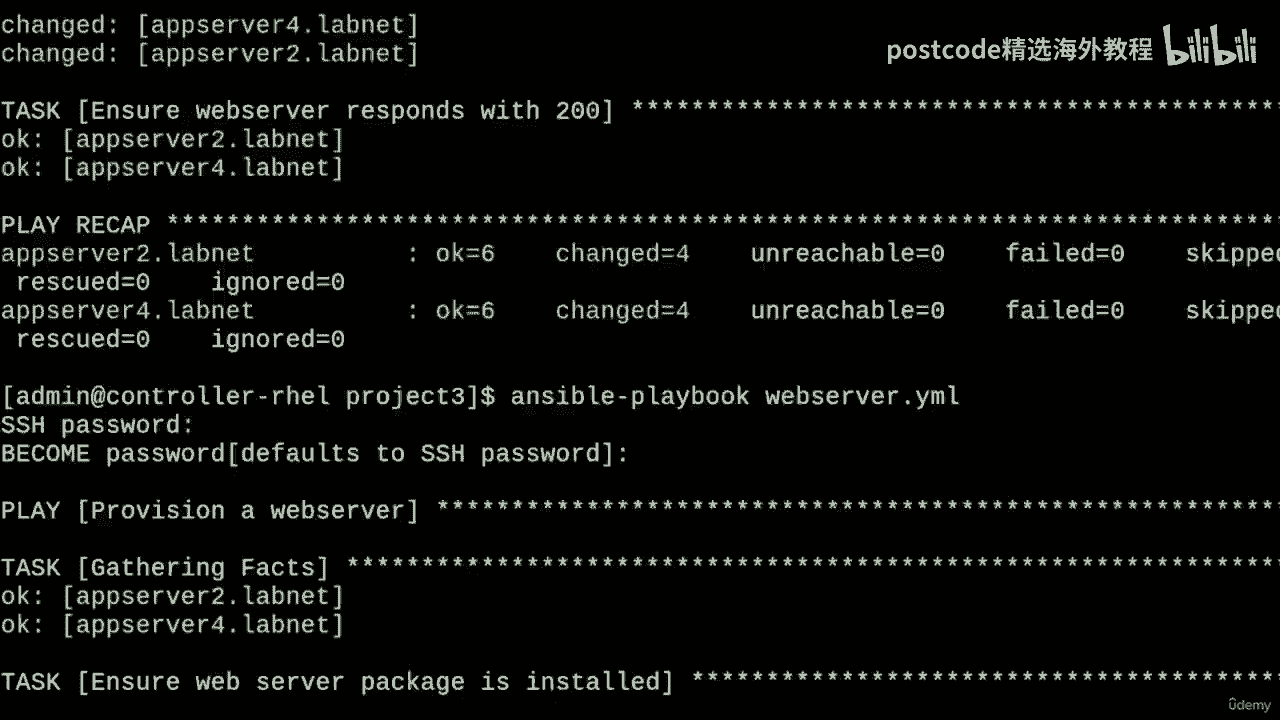 changed: [appserver4.labnet]
changed: [appserver2.labnet]
postcode精选海外教程 bilibili
TASK [Ensure webserver responds with 200] *******************************************
ok: [appserver2.labnet]
ok: [appserver4.labnet]
PLAY RECAP **************************************************************************
appserver2.labnet          : ok=6    changed=4    unreachable=0    failed=0    skipped
 rescued=0    ignored=0
appserver4.labnet          : ok=6    changed=4    unreachable=0    failed=0    skipped
 rescued=0    ignored=0
[admin@controller-rhel project3]$ ansible-playbook webserver.yml
SSH password:
BECOME password[defaults to SSH password]:
PLAY [Provision a webserver] ********************************************************
TASK [Gathering Facts] **************************************************************
ok: [appserver2.labnet]
ok: [appserver4.labnet]
TASK [Ensure web server package is installed] ***************************************
ûdemy